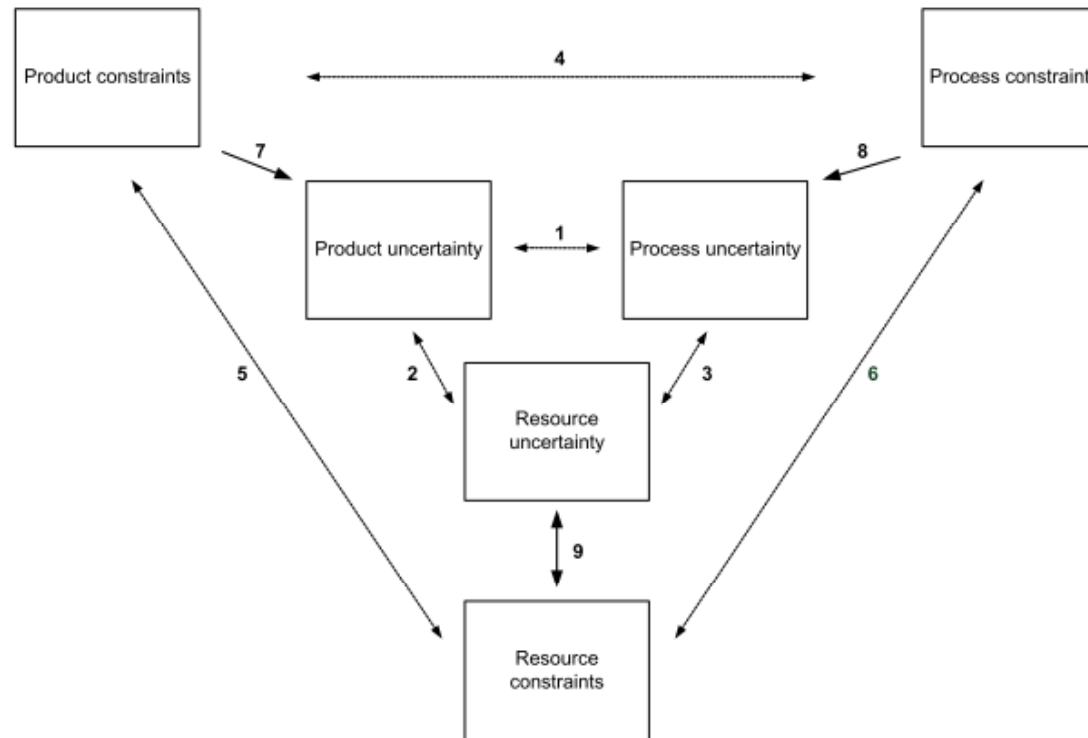 4
Product constraints
Process constraint
7
8
1
Product uncertainty
Process uncertainty
5
2
3
6
Resource
uncertainty
9
Resource
constraints